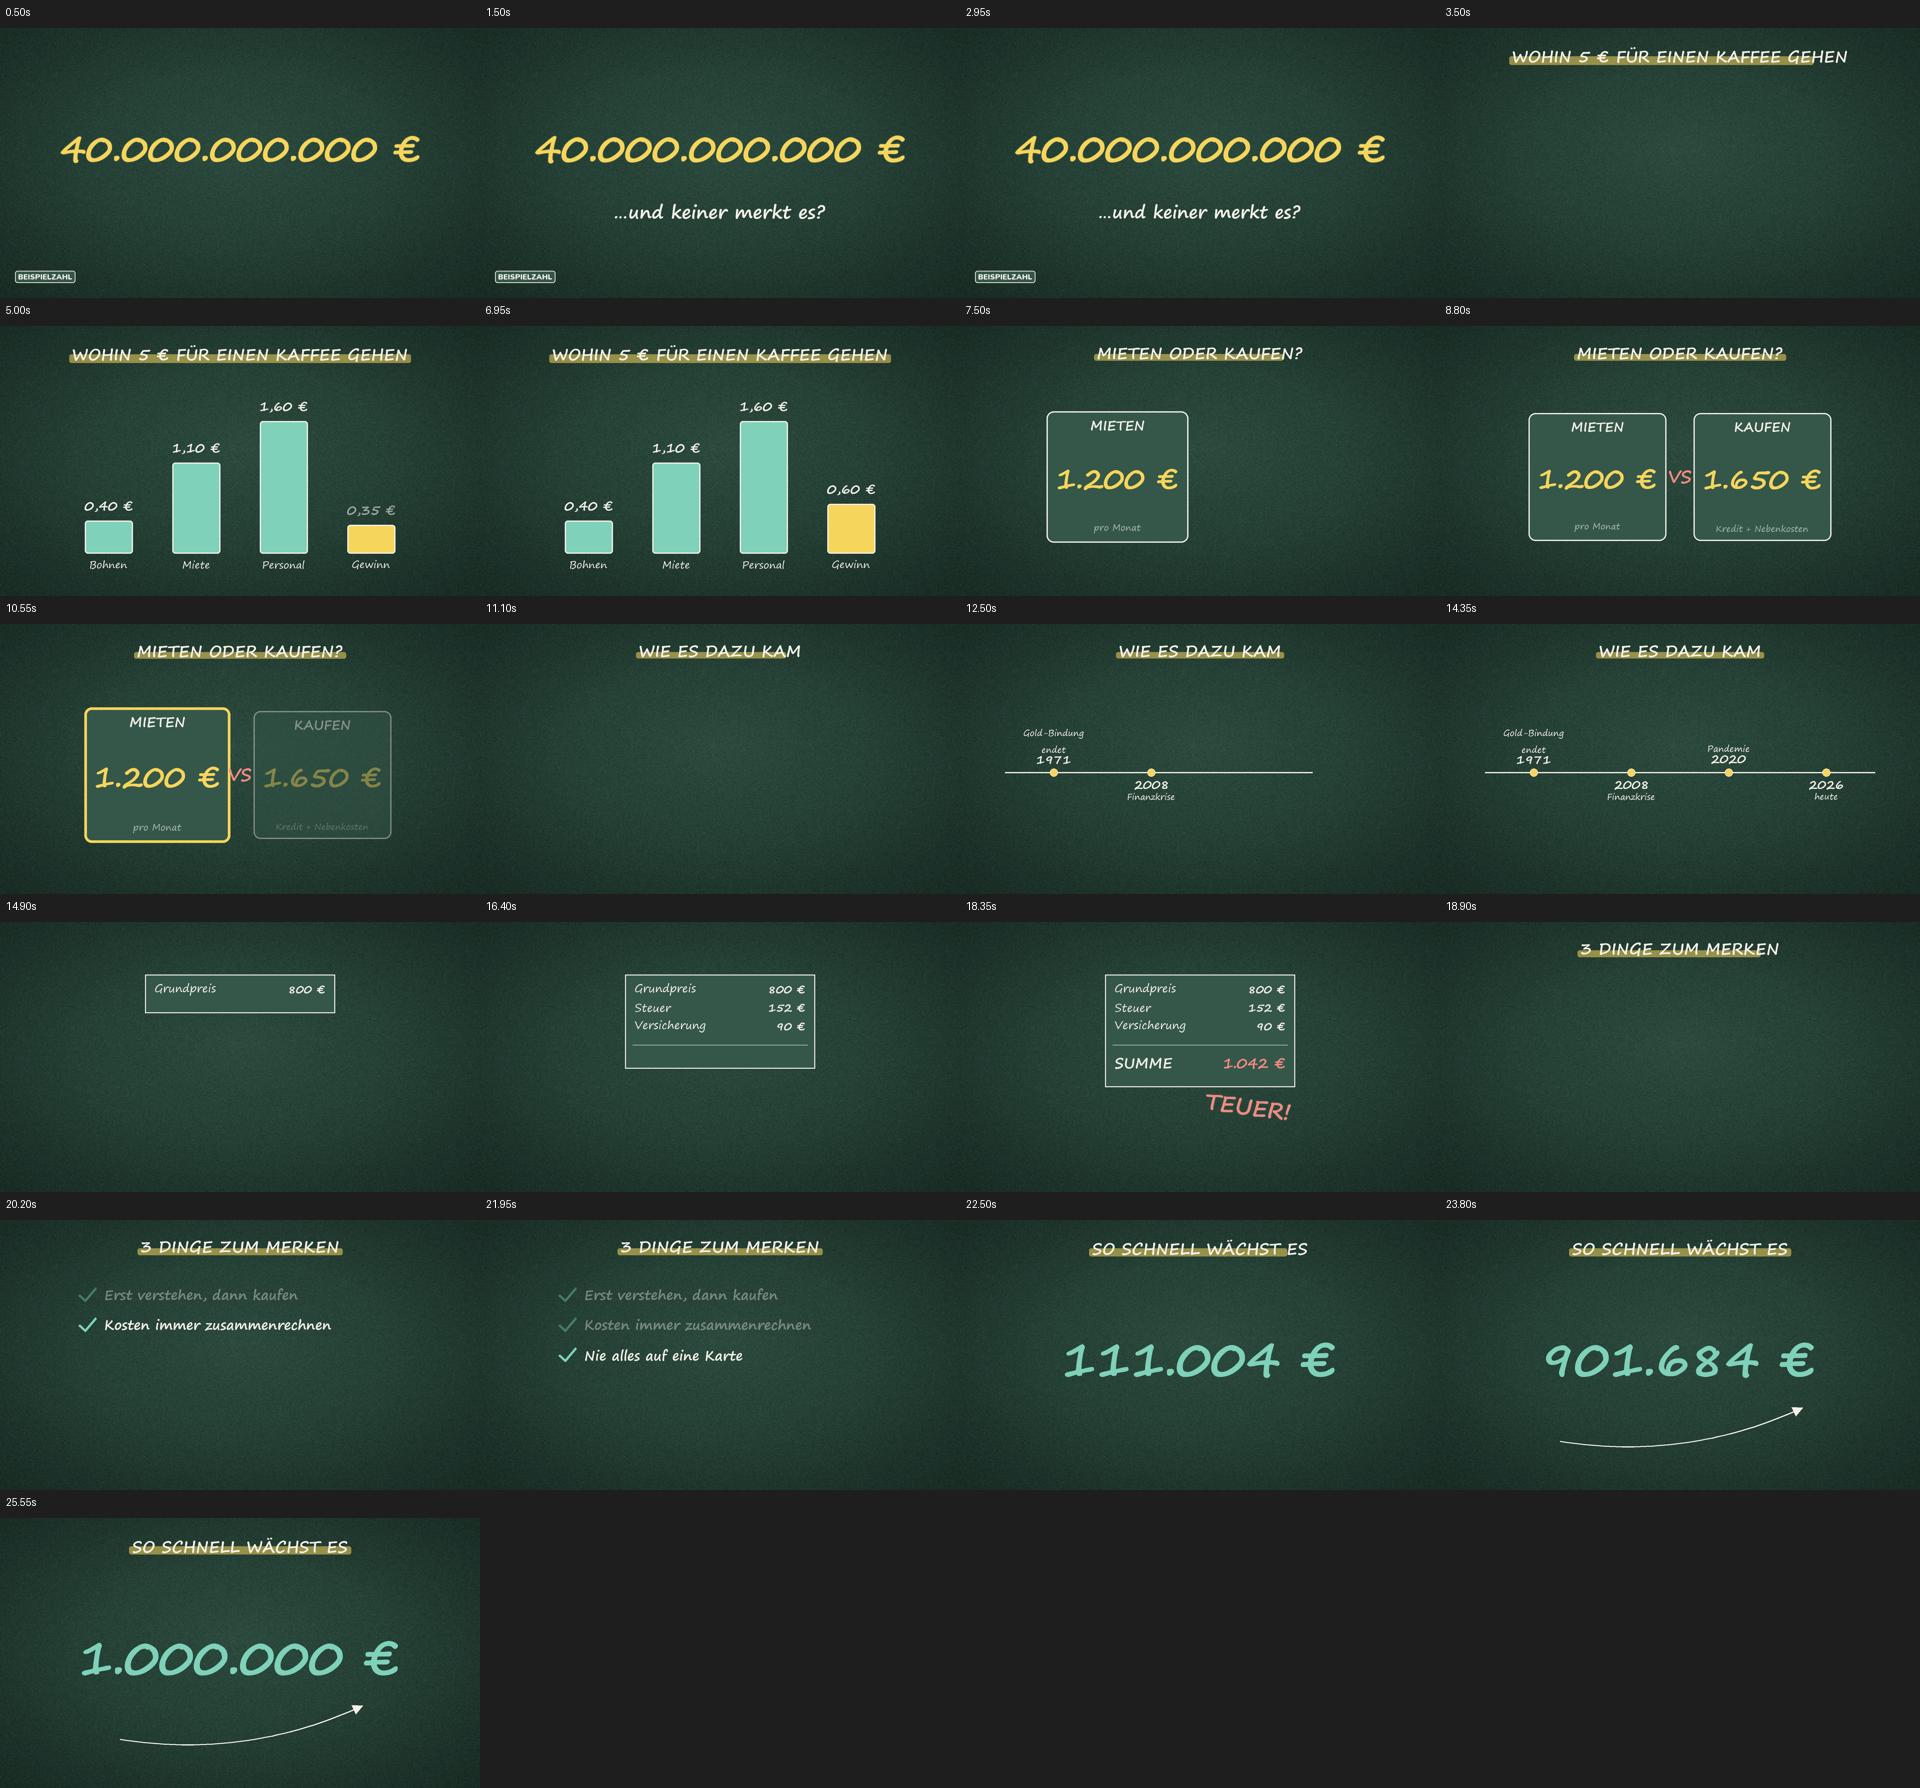 0.50s
1.50s
2.95s
3.50s
40.000.000.000 €
BEISPIELZAHL
40.000.000.000 €
...und keiner merkt es?
BEISPIELZAHL
40.000.000.000 €
...und keiner merkt es?
BEISPIELZAHL
WOHIN 5 € FÜR EINEN KAFFEE GEHEN
5.00s
6.95s
7.50s
8.80s
WOHIN 5 € FÜR EINEN KAFFEE GEHEN
0,40 €
1,10 €
1,60 €
0,35 €
Bohnen
Miete
Personal
Gewinn
WOHIN 5 € FÜR EINEN KAFFEE GEHEN
0,40 €
1,10 €
1,60 €
0,60 €
Bohnen
Miete
Personal
Gewinn
MIETEN ODER KAUFEN?
MIETEN
1.200 €
pro Monat
MIETEN ODER KAUFEN?
MIETEN
1.200 €
pro Monat
VS
KAUFEN
1.650 €
Kredit + Nebenkosten
10.55s
11.10s
12.50s
14.35s
MIETEN ODER KAUFEN?
MIETEN
1.200 €
pro Monat
VS
KAUFEN
1.650 €
Kredit + Nebenkosten
WIE ES DAZU KAM
WIE ES DAZU KAM
Gold-Bindung
endet
1971
2008
Finanzkrise
WIE ES DAZU KAM
Gold-Bindung
endet
1971
2008
Finanzkrise
Pandemie
2020
2026
heute
14.90s
16.40s
18.35s
18.90s
Grundpreis 800 €
Grundpreis 800 €
Steuer 152 €
Versicherung 90 €
Grundpreis 800 €
Steuer 152 €
Versicherung 90 €
SUMME 1.042 €
TEUER!
3 DINGE ZUM MERKEN
20.20s
21.95s
22.50s
23.80s
3 DINGE ZUM MERKEN
Erst verstehen, dann kaufen
Kosten immer zusammenrechnen
3 DINGE ZUM MERKEN
Erst verstehen, dann kaufen
Kosten immer zusammenrechnen
Nie alles auf eine Karte
SO SCHNELL WÄCHST ES
111.004 €
SO SCHNELL WÄCHST ES
901.684 €
25.55s
SO SCHNELL WÄCHST ES
1.000.000 €